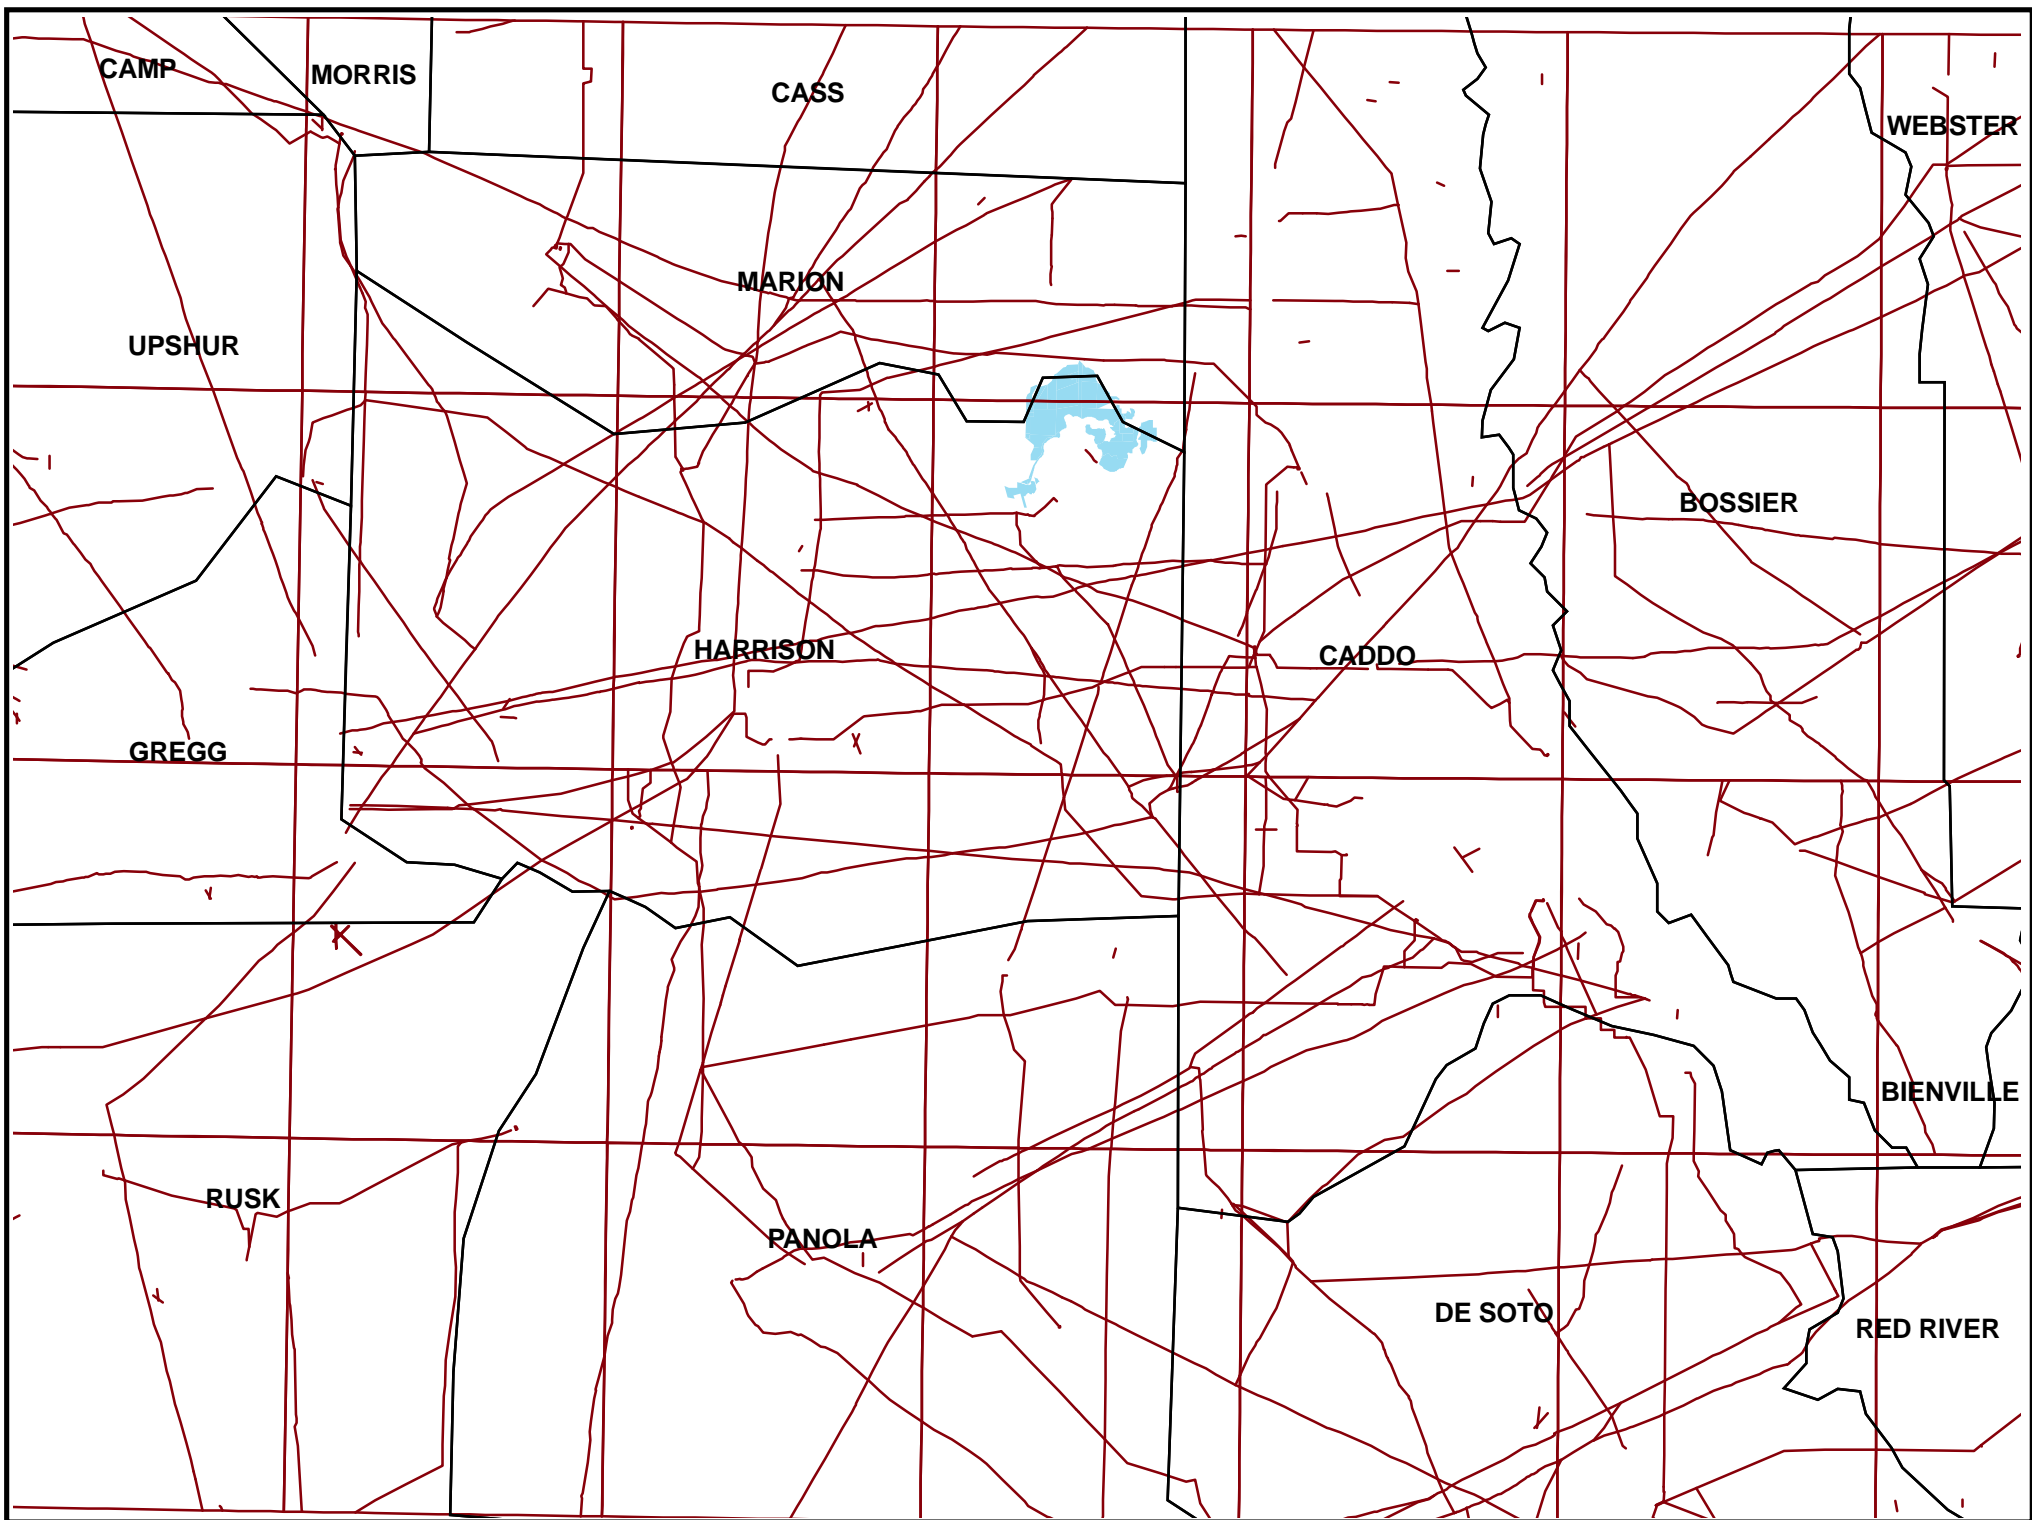 CAMP
MORRIS
CASS
WEBSTER
MARION
UPSHUR
BOSSIER
HARRISON
CADDO
GREGG
BIENVILLE
RUSK
PANOLA
DE SOTO
RED RIVER